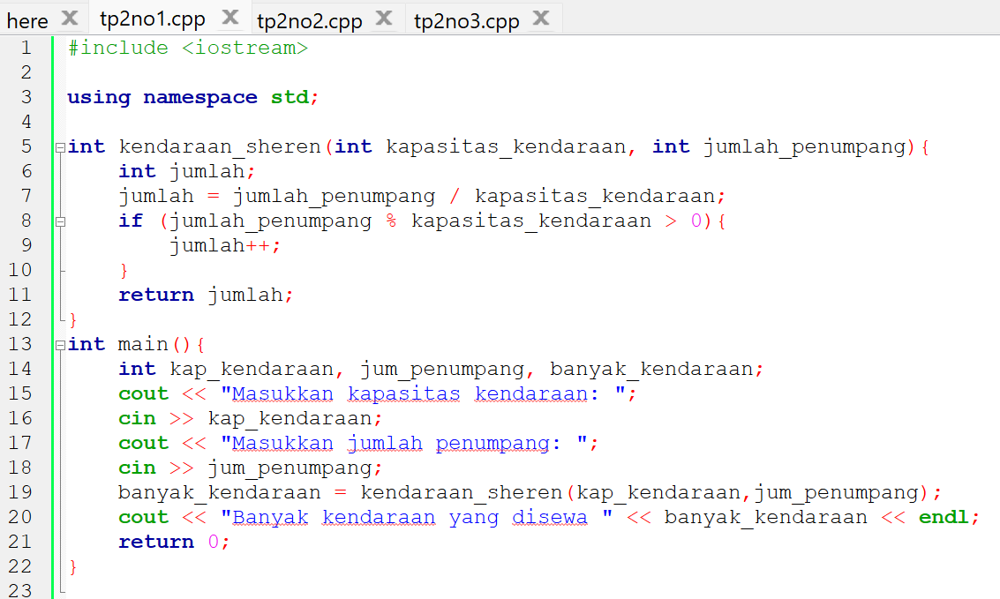 here tp2no1.cpp tp2no2.cpp tp2no3.cpp
1 #include <iostream>
2
3 using namespace std;
4
5 int kendaraan_sheren(int kapasitas_kendaraan, int jumlah_penumpang){
6     int jumlah;
7     jumlah = jumlah_penumpang / kapasitas_kendaraan;
8     if (jumlah_penumpang % kapasitas_kendaraan > 0){
9         jumlah++;
10     }
11     return jumlah;
12 }
13 int main(){
14     int kap_kendaraan, jum_penumpang, banyak_kendaraan;
15     cout << "Masukkan kapasitas kendaraan: ";
16     cin >> kap_kendaraan;
17     cout << "Masukkan jumlah penumpang: ";
18     cin >> jum_penumpang;
19     banyak_kendaraan = kendaraan_sheren(kap_kendaraan,jum_penumpang);
20     cout << "Banyak kendaraan yang disewa " << banyak_kendaraan << endl;
21     return 0;
22 }
23